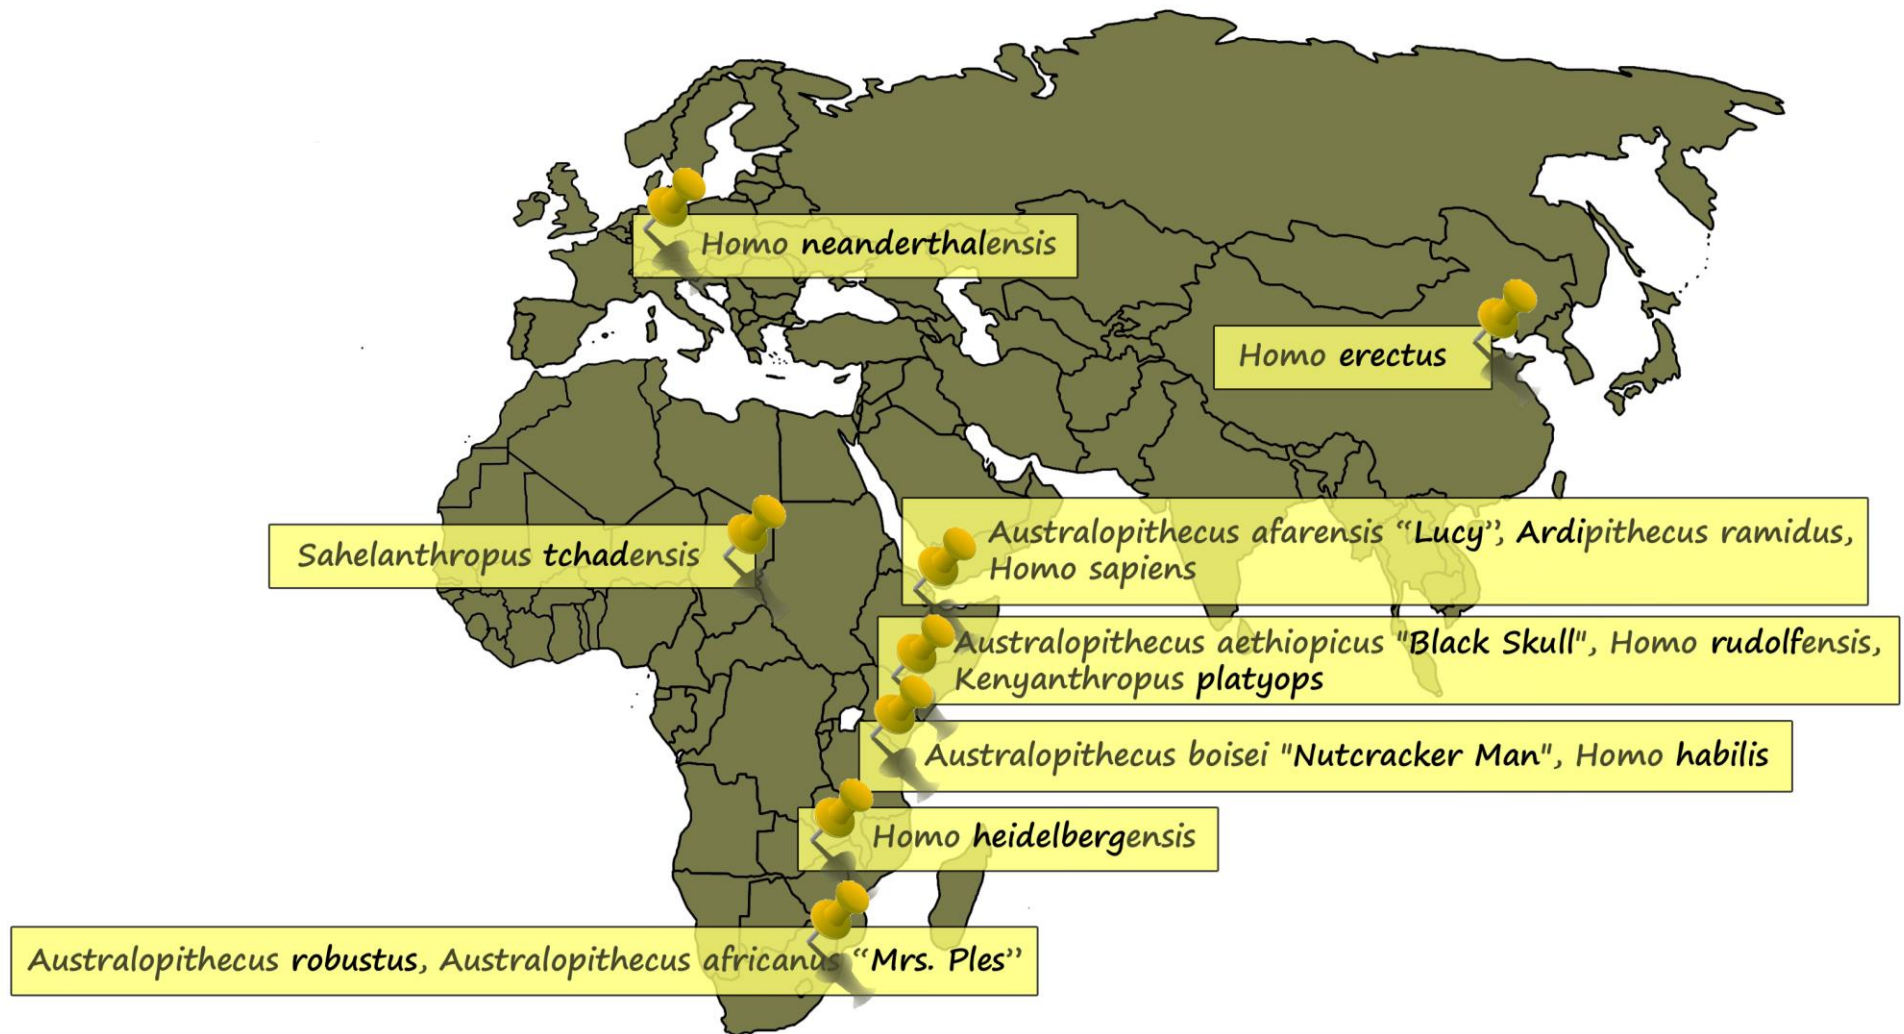 Homo neanderthalensis
Homo erectus
Sahelanthropus tchadensis
Australopithecus afarensis “Lucy”, Ardipithecus ramidus,
Homo sapiens
Australopithecus aethiopicus "Black Skull", Homo rudolfensis,
Kenyanthropus platyops
Australopithecus boisei "Nutcracker Man", Homo habilis
Homo heidelbergensis
Australopithecus robustus, Australopithecus africanus “Mrs. Ples”